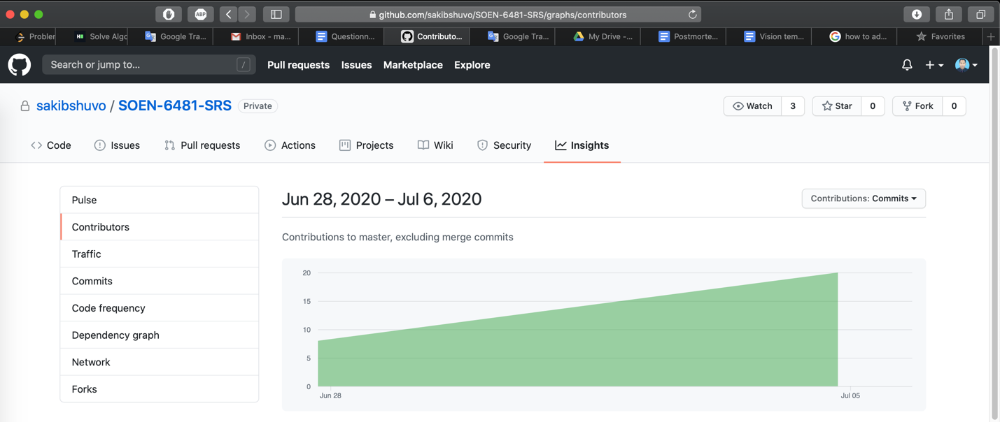 ABP
github.com/sakibshuvo/SOEN-6481-SRS/graphs/contributors
Probler
Solve Algo
Google Tra...
Inbox - ma...
Questionn...
Contributo...
Google Tra...
My Drive -...
Postmorte...
Vision tem...
how to ad...
Favorites
Search or jump to... /
Pull requests Issues Marketplace Explore
sakibshuvo / SOEN-6481-SRS Private
Watch 3 Star 0 Fork 0
Code Issues Pull requests Actions Projects Wiki Security Insights
Pulse
Contributors
Traffic
Commits
Code frequency
Dependency graph
Network
Forks
Jun 28, 2020 – Jul 6, 2020
Contributions: Commits
Contributions to master, excluding merge commits
20
15
10
5
0
Jun 28 Jul 05